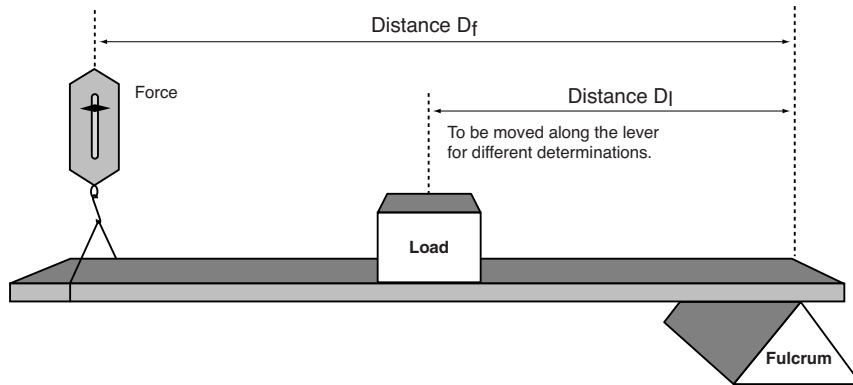 Distance Df
Force
Distance Dl
To be moved along the lever
for different determinations.
Load
Fulcrum